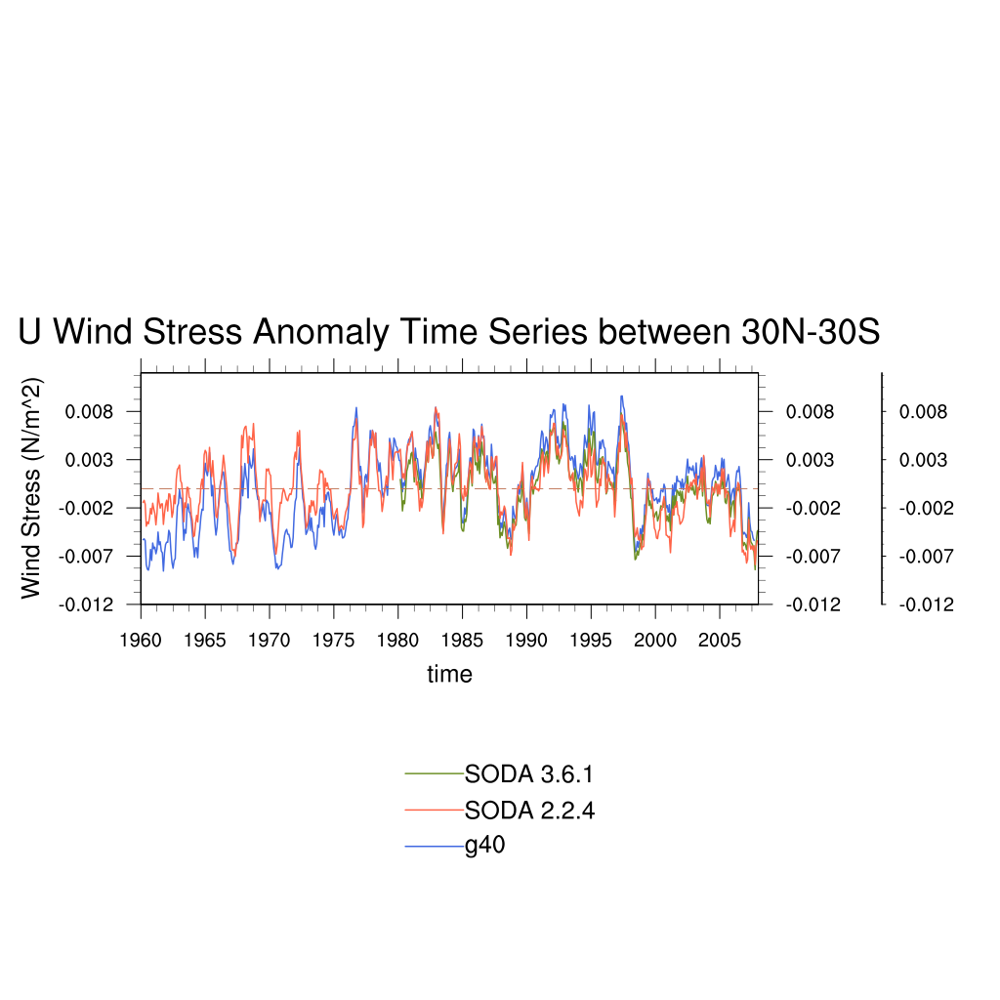 U Wind Stress Anomaly Time Series between 30N-30S
Wind Stress (N/m^2)
0.008 0.008 0.008
0.003 0.003 0.003
-0.002 -0.002 -0.002
-0.007 -0.007 -0.007
-0.012 -0.012 -0.012
1960 1965 1970 1975 1980 1985 1990 1995 2000 2005
time
SODA 3.6.1
SODA 2.2.4
g40